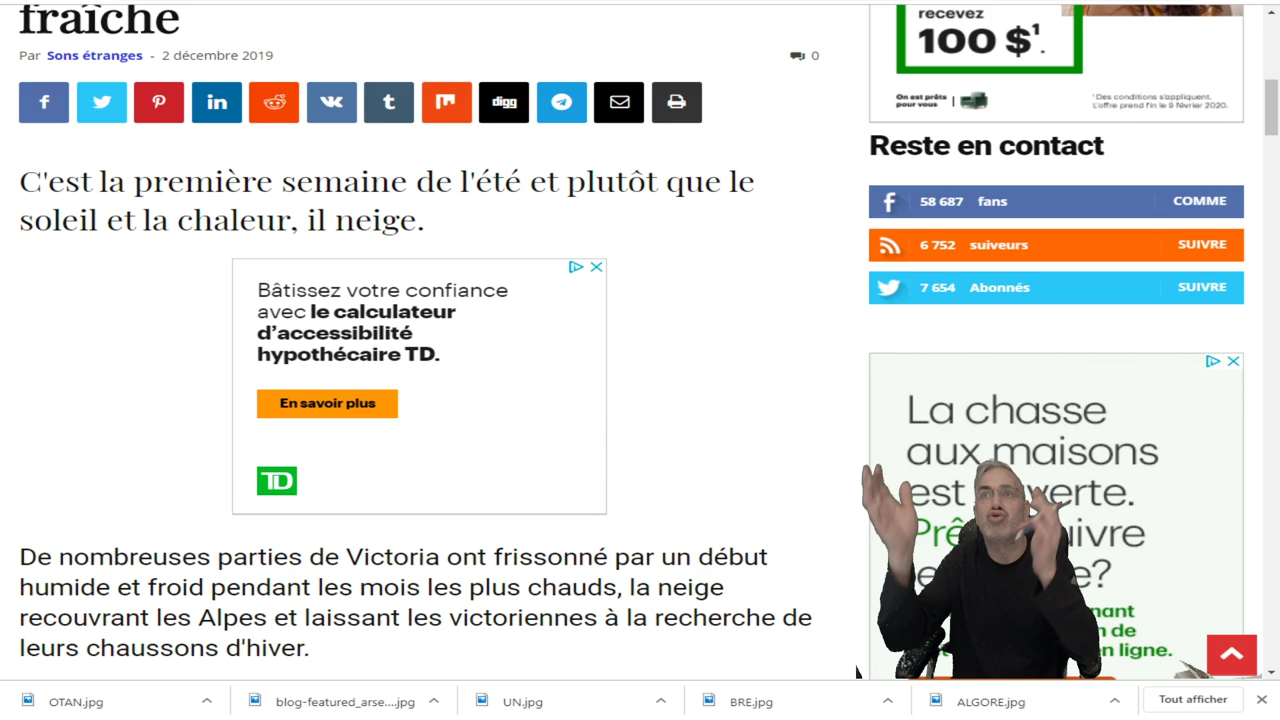 fraîche
Par Sons étranges - 2 décembre 2019
0
digg
C'est la première semaine de l'été et plutôt que le
soleil et la chaleur, il neige.
Bâtissez votre confiance
avec le calculateur
d'accessibilité
hypothécaire TD.
En savoir plus
TD
De nombreuses parties de Victoria ont frissonné par un début
humide et froid pendant les mois les plus chauds, la neige
recouvrant les Alpes et laissant les victoriennes à la recherche de
leurs chaussons d'hiver.
recevez
100 $¹.
On est prêts
pour vous
¹Des conditions s'appliquent.
L'offre prend fin le 9 février 2020.
Reste en contact
58 687 fans COMME
6 752 suiveurs SUIVRE
7 654 Abonnés SUIVRE
La chasse
aux maisons
est
?
de
en ligne.
OTAN.jpg
blog-featured_arse....jpg
UN.jpg
BRE.jpg
ALGORE.jpg
Tout afficher